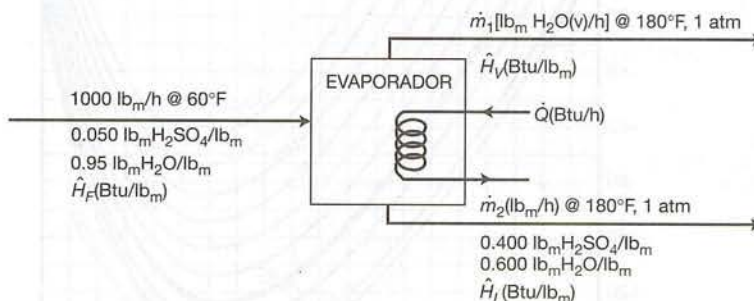 ṁ₁[lbₘ H₂O(v)/h] @ 180°F, 1 atm
Ĥᵥ(Btu/lbₘ)
EVAPORADOR
1000 lbₘ/h @ 60°F
0.050 lbₘH₂SO₄/lbₘ
0.95 lbₘH₂O/lbₘ
Ĥ_F(Btu/lbₘ)
Q̇(Btu/h)
ṁ₂(lbₘ/h) @ 180°F, 1 atm
0.400 lbₘH₂SO₄/lbₘ
0.600 lbₘH₂O/lbₘ
Ĥ_L(Btu/lbₘ)